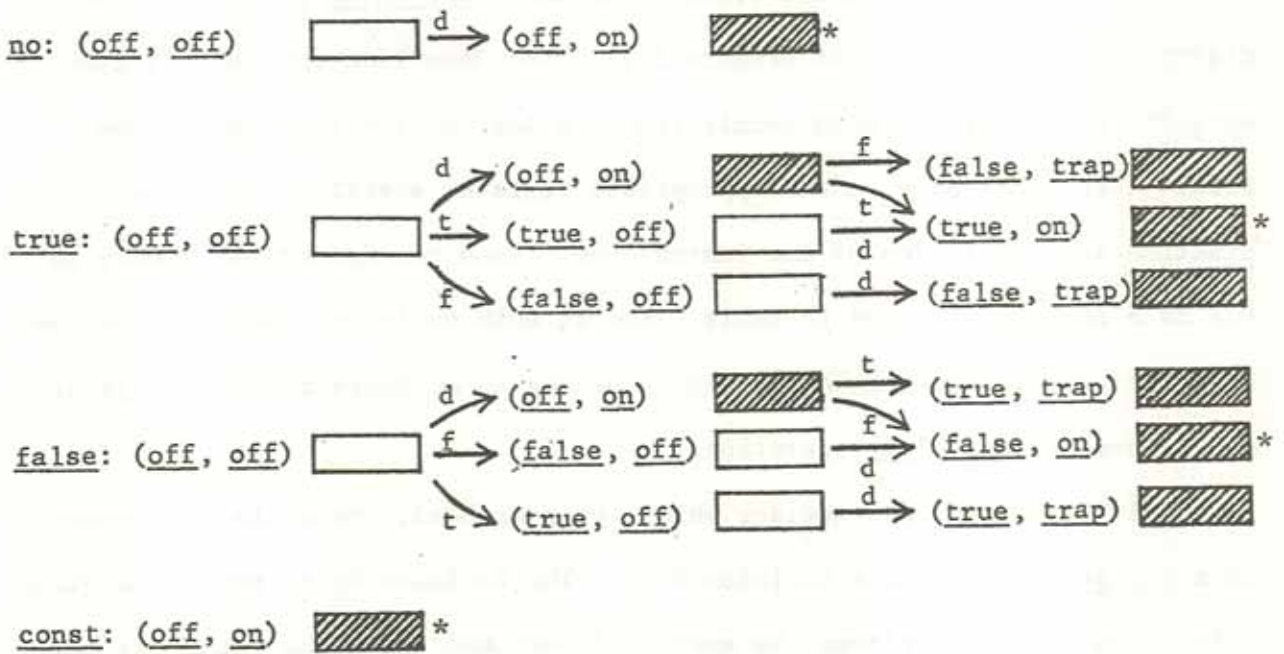 no: (off, off) d (off, on) *
d (off, on) f (false, trap)
true: (off, off) t (true, off) t d (true, on) *
f (false, off) d (false, trap)
d (off, on) t (true, trap)
false: (off, off) f (false, off) f d (false, on) *
t (true, off) d (true, trap)
const: (off, on) *